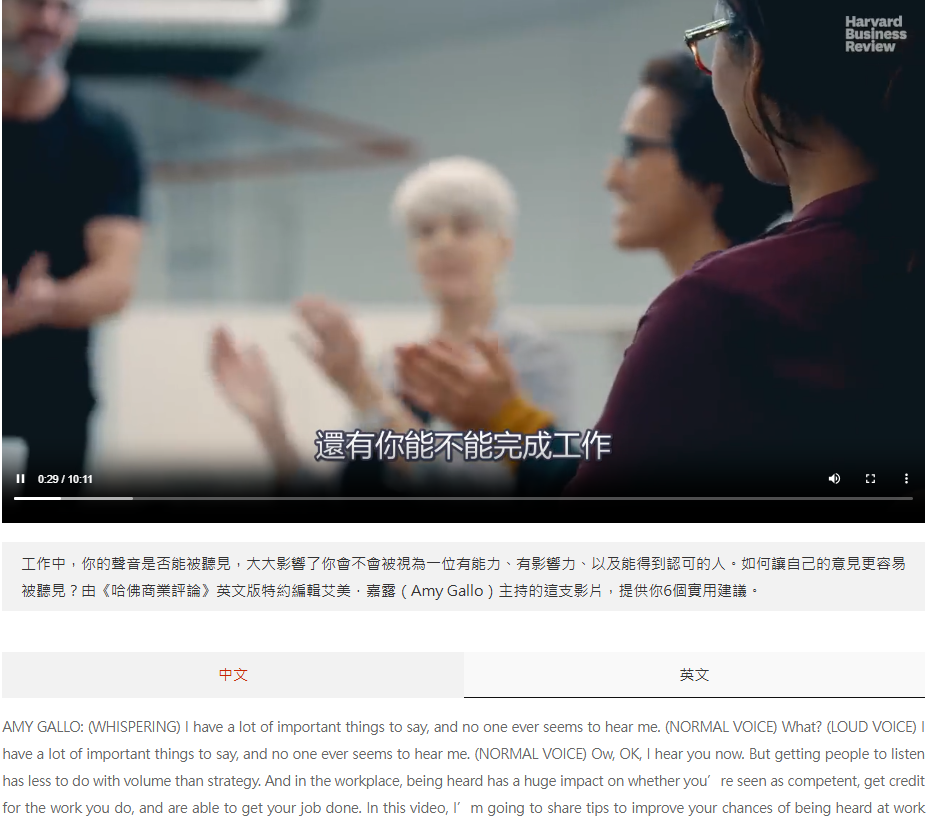 Harvard
Business
Review
還有你能不能完成工作
0:29 / 10:11
工作中，你的聲音是否能被聽見，大大影響了你會不會被視為一位有能力、有影響力、以及能得到認可的人。如何讓自己的意見更容易
被聽見？由《哈佛商業評論》英文版特約編輯艾美．嘉露（Amy Gallo）主持的這支影片，提供你6個實用建議。
中文
英文
AMY GALLO: (WHISPERING) I have a lot of important things to say, and no one ever seems to hear me. (NORMAL VOICE) What? (LOUD VOICE) I
have a lot of important things to say, and no one ever seems to hear me. (NORMAL VOICE) Ow, OK, I hear you now. But getting people to listen
has less to do with volume than strategy. And in the workplace, being heard has a huge impact on whether you’re seen as competent, get credit
for the work you do, and are able to get your job done. In this video, I’m going to share tips to improve your chances of being heard at work